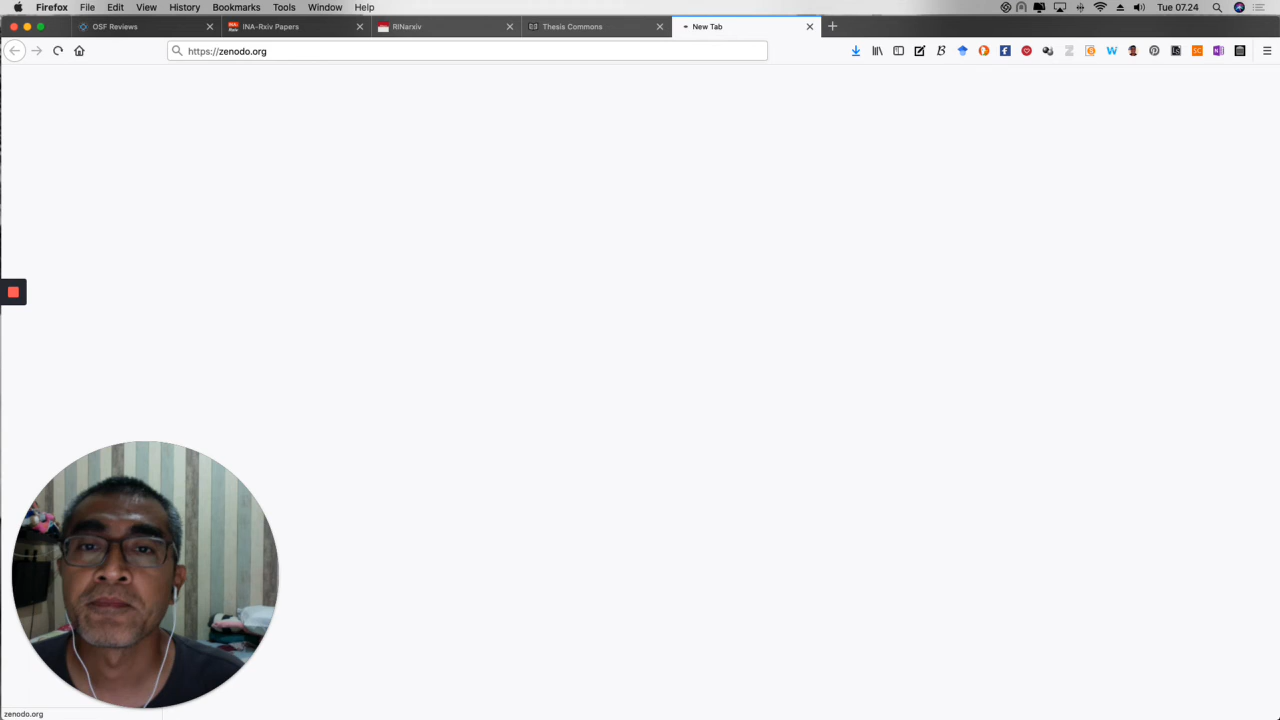 Firefox File Edit View History Bookmarks Tools Window Help Tue 07.24
OSF Reviews INA-Rxiv Papers RINarxiv Thesis Commons New Tab
https://zenodo.org
zenodo.org